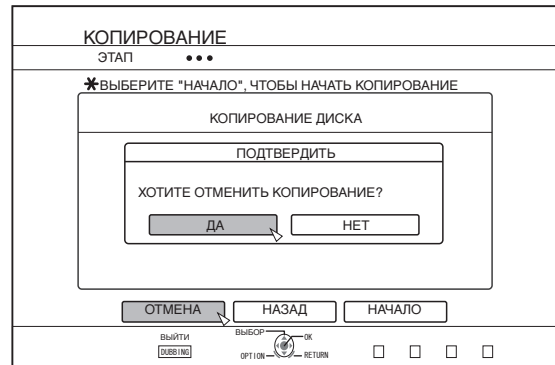 КОПИРОВАНИЕ
ЭТАП
*ВЫБЕРИТЕ "НАЧАЛО", ЧТОБЫ НАЧАТЬ КОПИРОВАНИЕ
КОПИРОВАНИЕ ДИСКА
ПОДТВЕРДИТЬ
ХОТИТЕ ОТМЕНИТЬ КОПИРОВАНИЕ?
ДА НЕТ
ОТМЕНА НАЗАД НАЧАЛО
ВЫЙТИ
DUBBING
ВЫБОР OK
OPTION RETURN